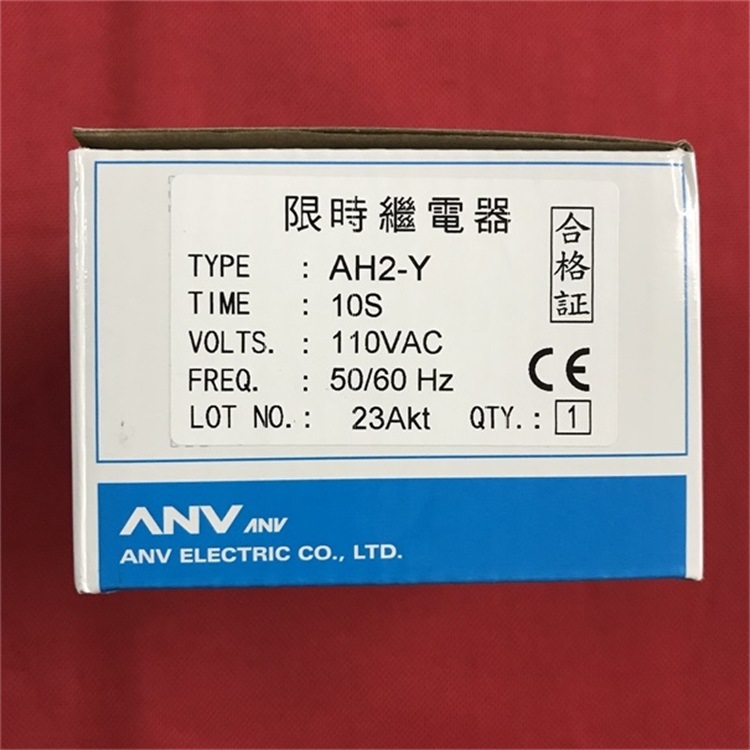 限時繼電器
合格証
TYPE : AH2-Y
TIME : 10S
VOLTS. : 110VAC
FREQ. : 50/60 Hz
CE
LOT NO. : 23Akt QTY. : 1
ANV ANV
ANV ELECTRIC CO., LTD.